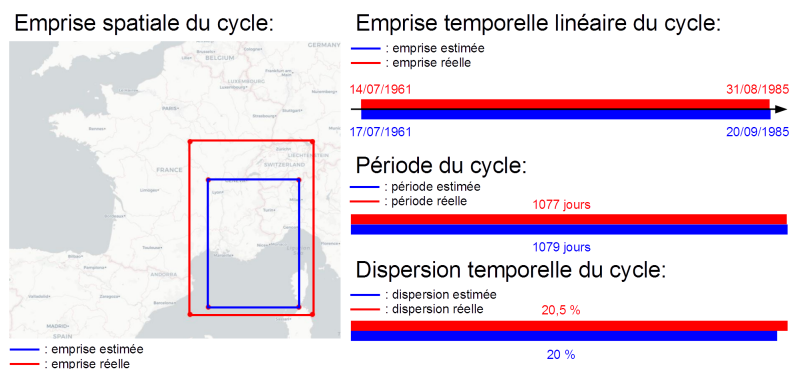 Emprise spatiale du cycle:
GERMANY
BELGIUM
LUXEMBOURG
PARIS
FRANCE
LIECHTENSTEIN
SWITZERLAND
ANDORRA
MADRID
SPAIN
: emprise estimée
: emprise réelle
Emprise temporelle linéaire du cycle:
: emprise estimée
: emprise réelle
14/07/1961 31/08/1985
17/07/1961 20/09/1985
Période du cycle:
: période estimée
: période réelle
1077 jours
1079 jours
Dispersion temporelle du cycle:
: dispersion estimée
: dispersion réelle
20,5 %
20 %